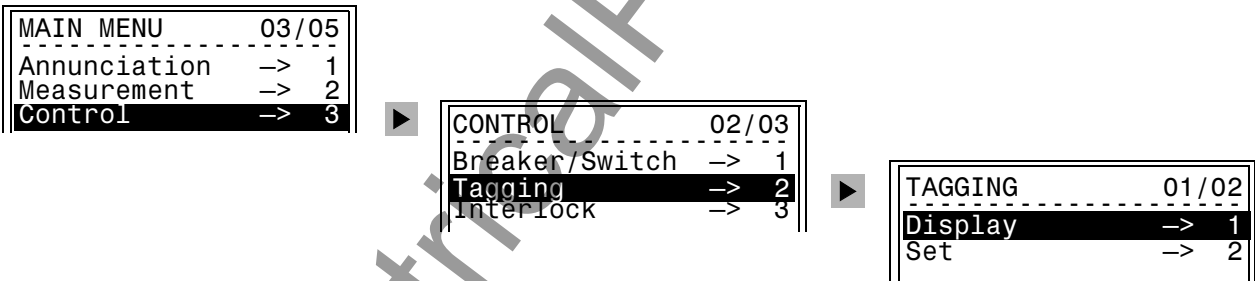 MAIN MENU 03/05
Annunciation —> 1
Measurement —> 2
Control —> 3
CONTROL 02/03
Breaker/Switch —> 1
Tagging —> 2
Interlock —> 3
TAGGING 01/02
Display —> 1
Set —> 2